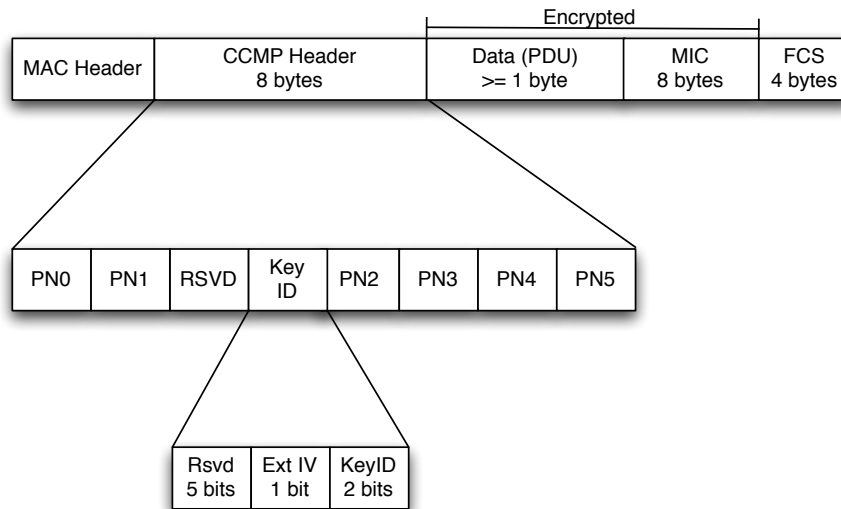 Encrypted
MAC Header
CCMP Header
8 bytes
Data (PDU)
>= 1 byte
MIC
8 bytes
FCS
4 bytes
PN0
PN1
RSVD
Key
ID
PN2
PN3
PN4
PN5
Rsvd
5 bits
Ext IV
1 bit
KeyID
2 bits